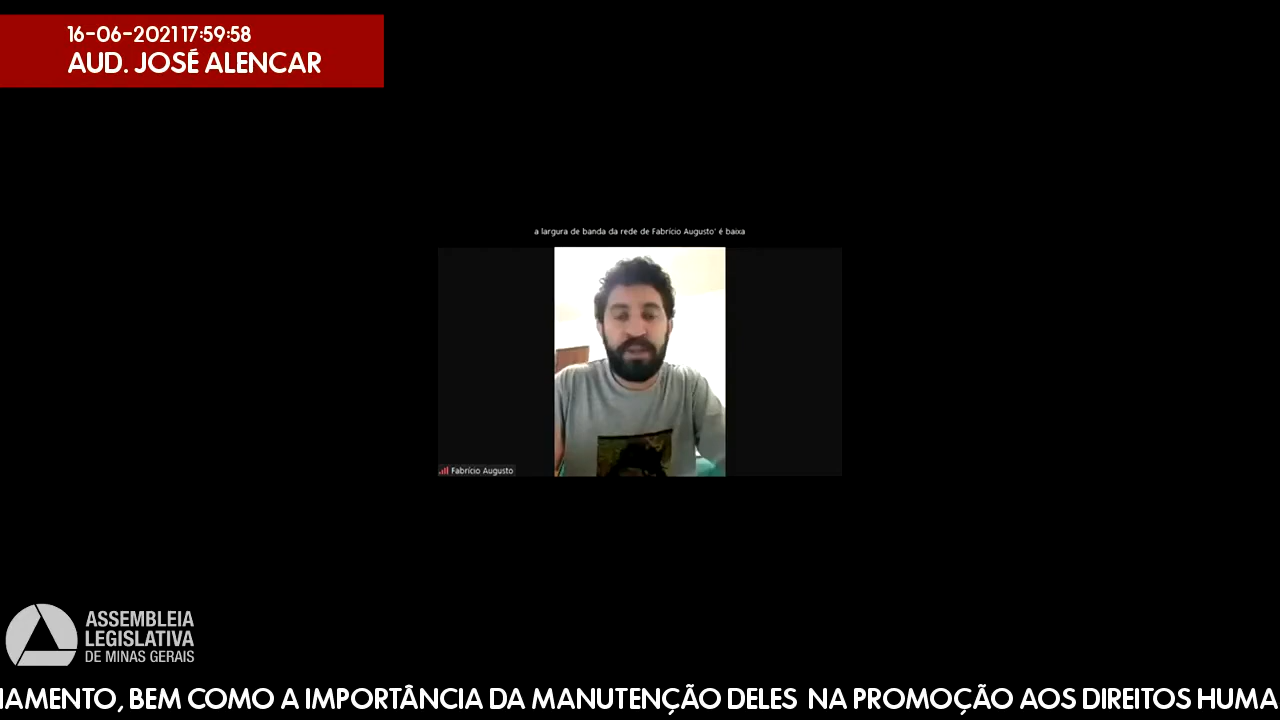 16-06-2021 17:59:58
AUD. JOSÉ ALENCAR
a largura de banda da rede de Fabrício Augusto' é baixa
Fabrício Augusto
ASSEMBLEIA
LEGISLATIVA
DE MINAS GERAIS
IAMENTO, BEM COMO A IMPORTÂNCIA DA MANUTENÇÃO DELES NA PROMOÇÃO AOS DIREITOS HUMA